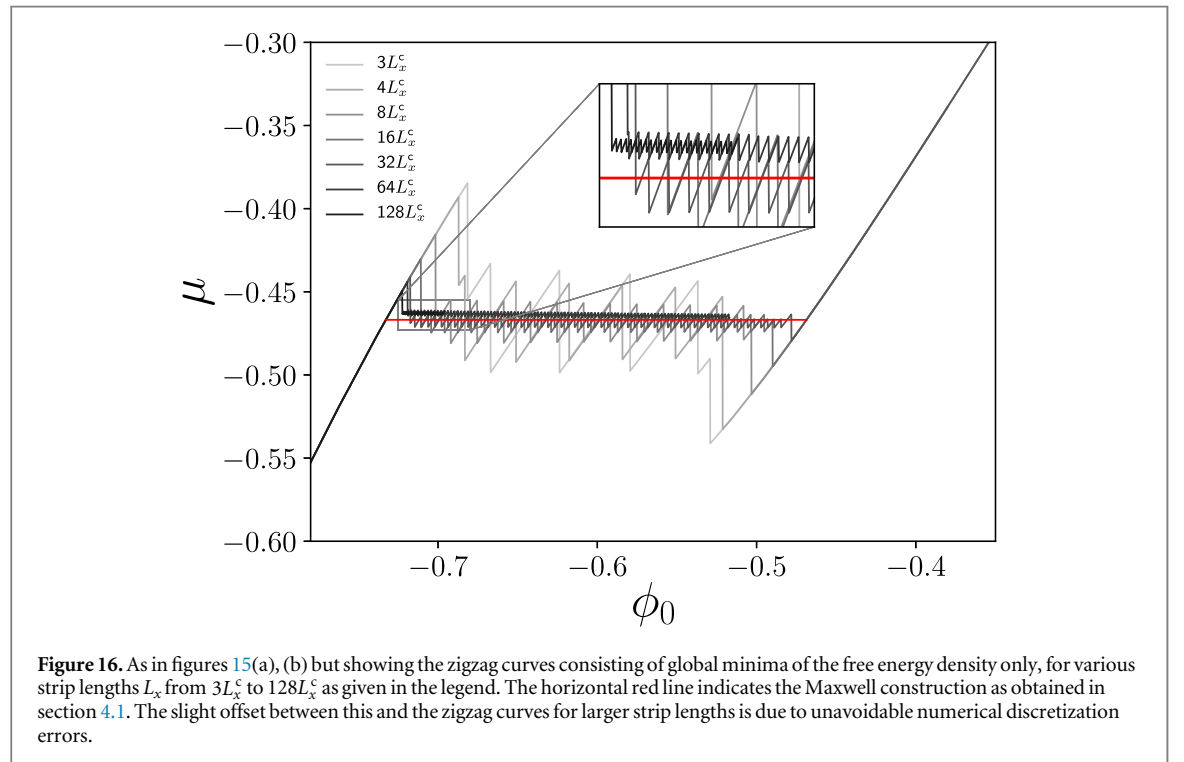 −0.30
−0.35
−0.40
−0.45
−0.50
−0.55
−0.60
μ
3L_x^c
4L_x^c
8L_x^c
16L_x^c
32L_x^c
64L_x^c
128L_x^c
−0.7 −0.6 −0.5 −0.4
ϕ₀
Figure 16. As in figures 15(a), (b) but showing the zigzag curves consisting of global minima of the free energy density only, for various
strip lengths L_x from 3L_x^c to 128L_x^c as given in the legend. The horizontal red line indicates the Maxwell construction as obtained in
section 4.1. The slight offset between this and the zigzag curves for larger strip lengths is due to unavoidable numerical discretization
errors.